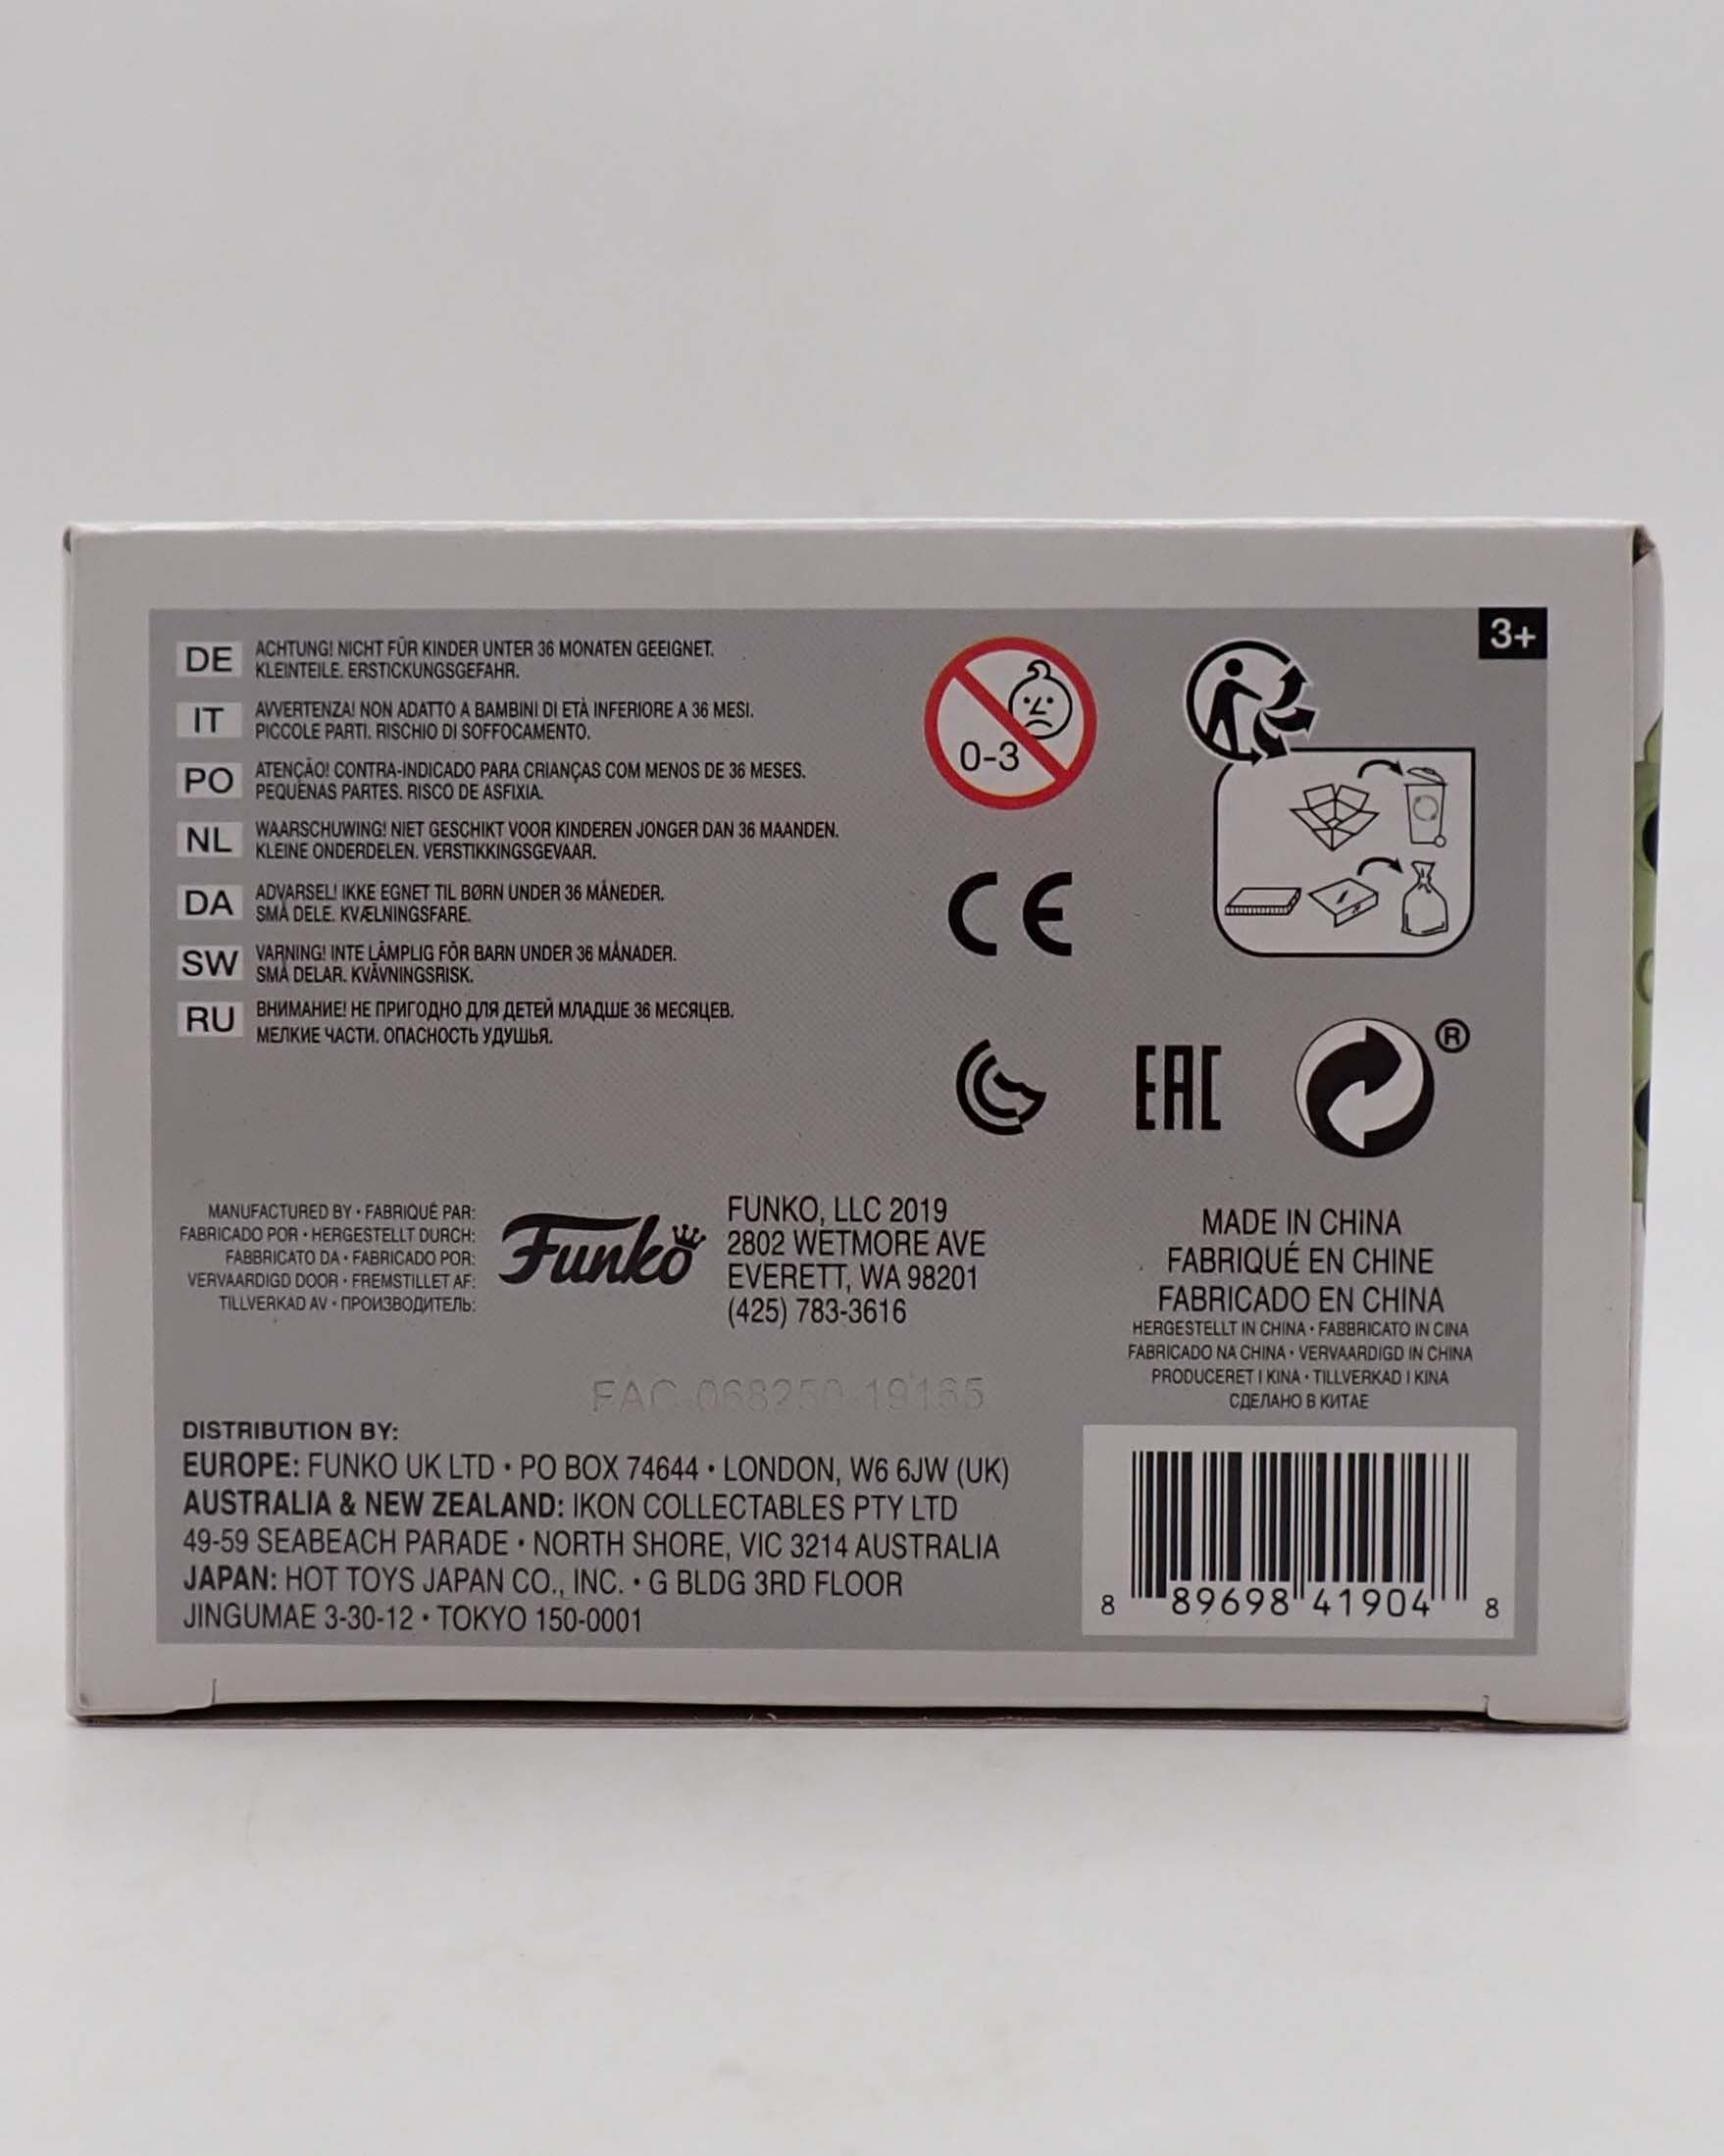 3+
DE
ACHTUNG! NICHT FÜR KINDER UNTER 36 MONATEN GEEIGNET.
KLEINTEILE. ERSTICKUNGSGEFAHR.
IT
AVVERTENZA! NON ADATTO A BAMBINI DI ETÀ INFERIORE A 36 MESI.
PICCOLE PARTI. RISCHIO DI SOFFOCAMENTO.
PO
ATENÇÃO! CONTRA-INDICADO PARA CRIANÇAS COM MENOS DE 36 MESES.
PEQUENAS PARTES. RISCO DE ASFIXIA.
NL
WAARSCHUWING! NIET GESCHIKT VOOR KINDEREN JONGER DAN 36 MAANDEN.
KLEINE ONDERDELEN. VERSTIKKINGSGEVAAR.
DA
ADVARSEL! IKKE EGNET TIL BØRN UNDER 36 MÅNEDER.
SMÅ DELE. KVÆLNINGSFARE.
SW
VARNING! INTE LÄMPLIG FÖR BARN UNDER 36 MÅNADER.
SMÅ DELAR. KVÄVNINGSRISK.
RU
ВНИМАНИЕ! НЕ ПРИГОДНО ДЛЯ ДЕТЕЙ МЛАДШЕ 36 МЕСЯЦЕВ.
МЕЛКИЕ ЧАСТИ. ОПАСНОСТЬ УДУШЬЯ.
0-3
CE
EAC
®
MANUFACTURED BY • FABRIQUÉ PAR:
FABRICADO POR • HERGESTELLT DURCH:
FABBRICATO DA • FABRICADO POR:
VERVAARDIGD DOOR • FREMSTILLET AF:
TILLVERKAD AV • ПРОИЗВОДИТЕЛЬ:
Funko
FUNKO, LLC 2019
2802 WETMORE AVE
EVERETT, WA 98201
(425) 783-3616
MADE IN CHINA
FABRIQUÉ EN CHINE
FABRICADO EN CHINA
HERGESTELLT IN CHINA • FABBRICATO IN CINA
FABRICADO NA CHINA • VERVAARDIGD IN CHINA
PRODUCERET I KINA • TILLVERKAD I KINA
СДЕЛАНО В КИТАЕ
FAC-068250-19165
DISTRIBUTION BY:
EUROPE: FUNKO UK LTD • PO BOX 74644 • LONDON, W6 6JW (UK)
AUSTRALIA & NEW ZEALAND: IKON COLLECTABLES PTY LTD
49-59 SEABEACH PARADE • NORTH SHORE, VIC 3214 AUSTRALIA
JAPAN: HOT TOYS JAPAN CO., INC. • G BLDG 3RD FLOOR
JINGUMAE 3-30-12 • TOKYO 150-0001
8 89698 41904 8